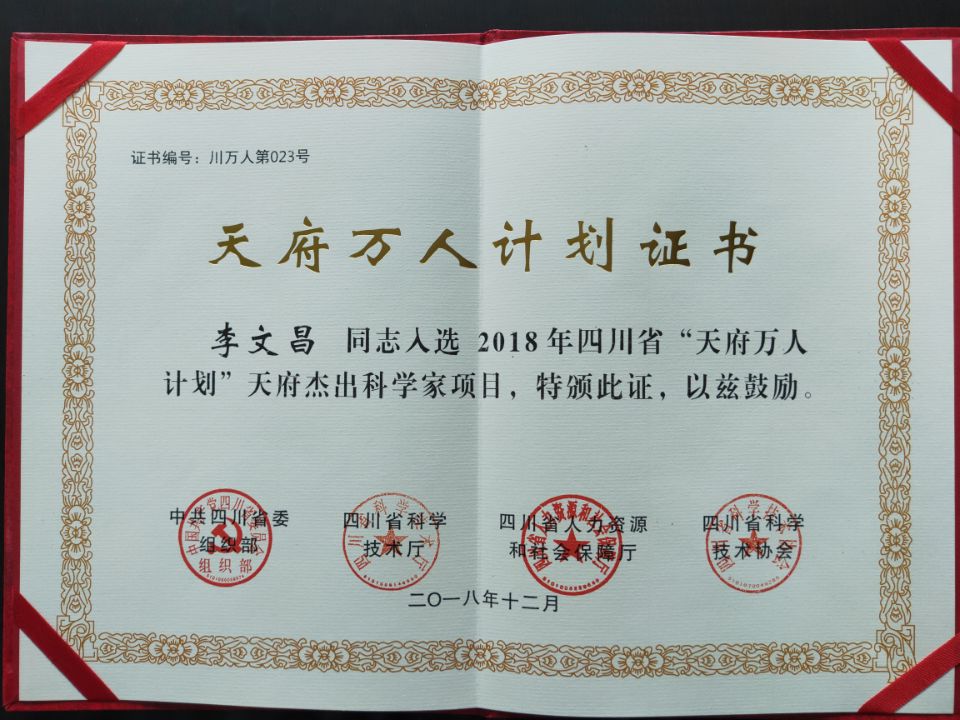 证书编号：川万人第023号
天府万人计划证书
李文昌 同志入选 2018年四川省“天府万人
计划”天府杰出科学家项目，特颁此证，以兹鼓励。
中共四川省委
组织部
四川省科学
技术厅
四川省人力资源
和社会保障厅
四川省科学
技术协会
组织部
二〇一八年十二月